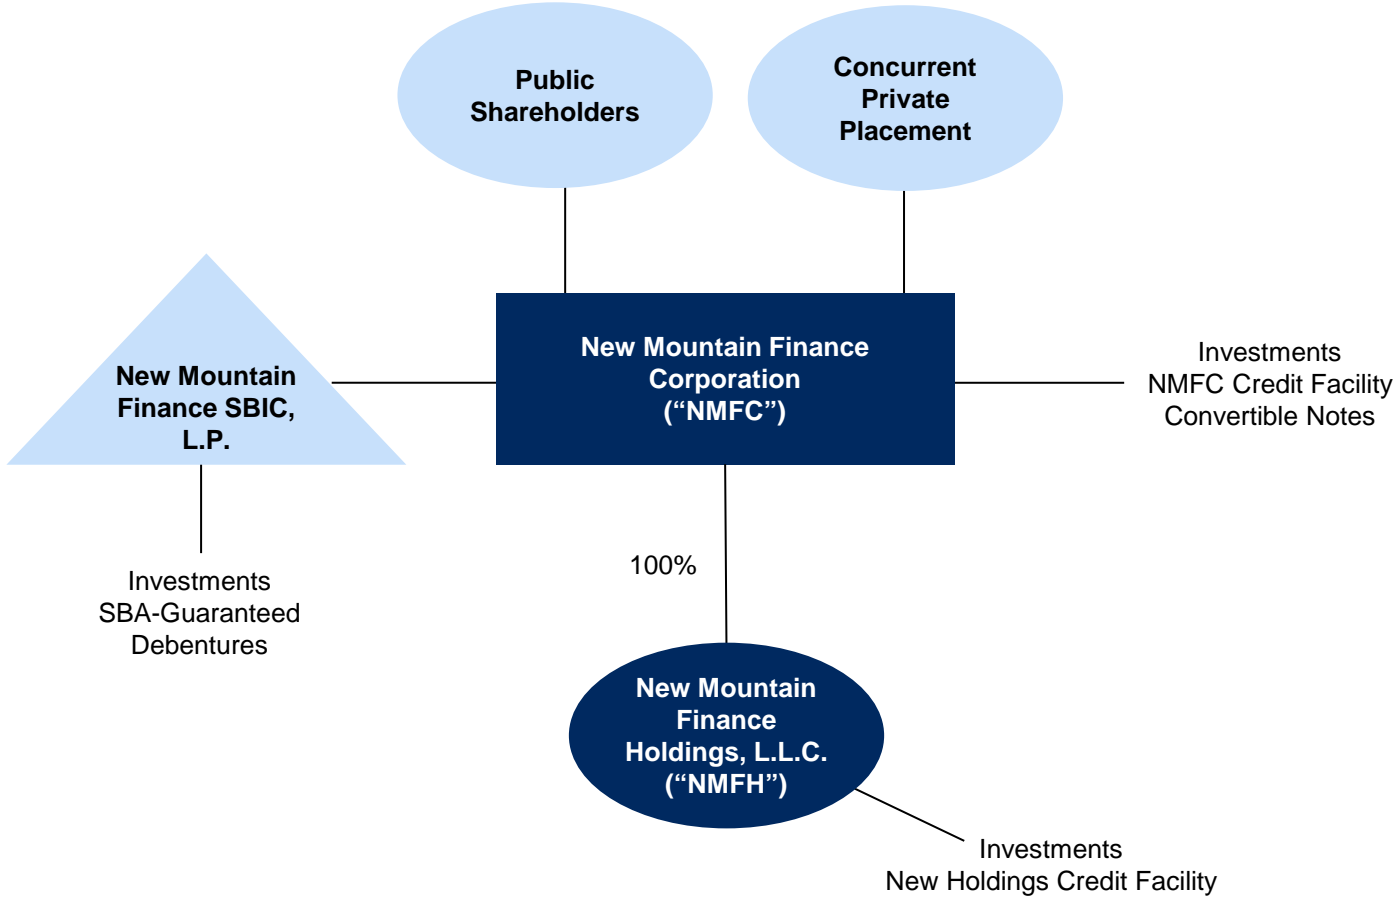 Public
Shareholders
Concurrent
Private
Placement
New Mountain
Finance SBIC,
L.P.
New Mountain Finance
Corporation
(“NMFC”)
Investments
NMFC Credit Facility
Convertible Notes
Investments
SBA-Guaranteed
Debentures
100%
New Mountain
Finance
Holdings, L.L.C.
(“NMFH”)
Investments
New Holdings Credit Facility